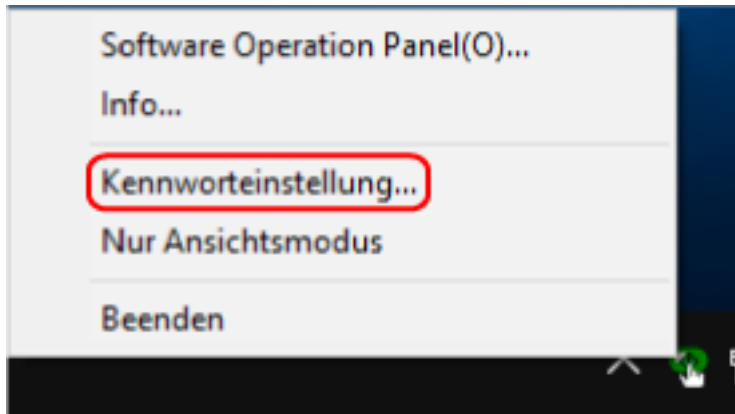 Software Operation Panel(O)...
Info...
Kennworteinstellung...
Nur Ansichtsmodus
Beenden